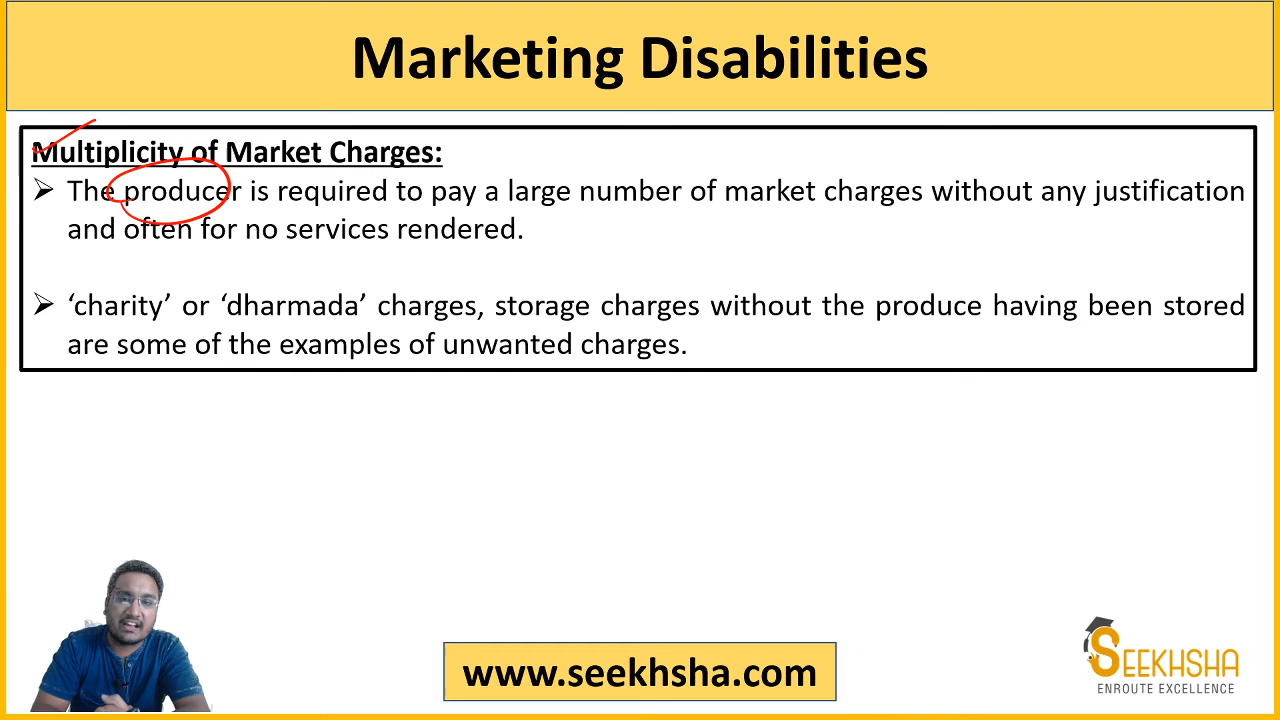 Marketing Disabilities
Multiplicity of Market Charges:
➢ The producer is required to pay a large number of market charges without any justification
and often for no services rendered.
➢ ‘charity’ or ‘dharmada’ charges, storage charges without the produce having been stored
are some of the examples of unwanted charges.
www.seekhsha.com
SEEKHSHA
ENROUTE EXCELLENCE